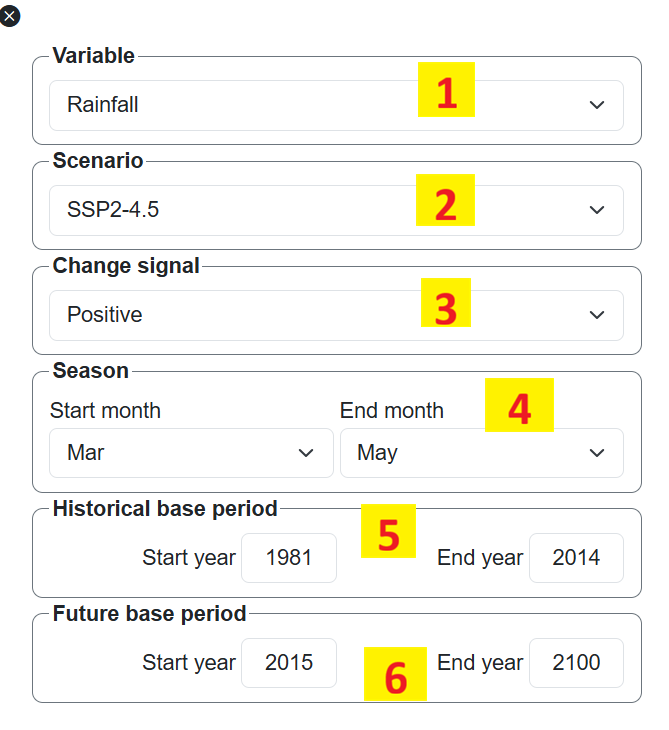 Variable
1
Rainfall
Scenario
2
SSP2-4.5
Change signal
3
Positive
Season
4
Start month End month
Mar May
Historical base period
5
Start year 1981 End year 2014
Future base period
Start year 2015 End year 2100
6